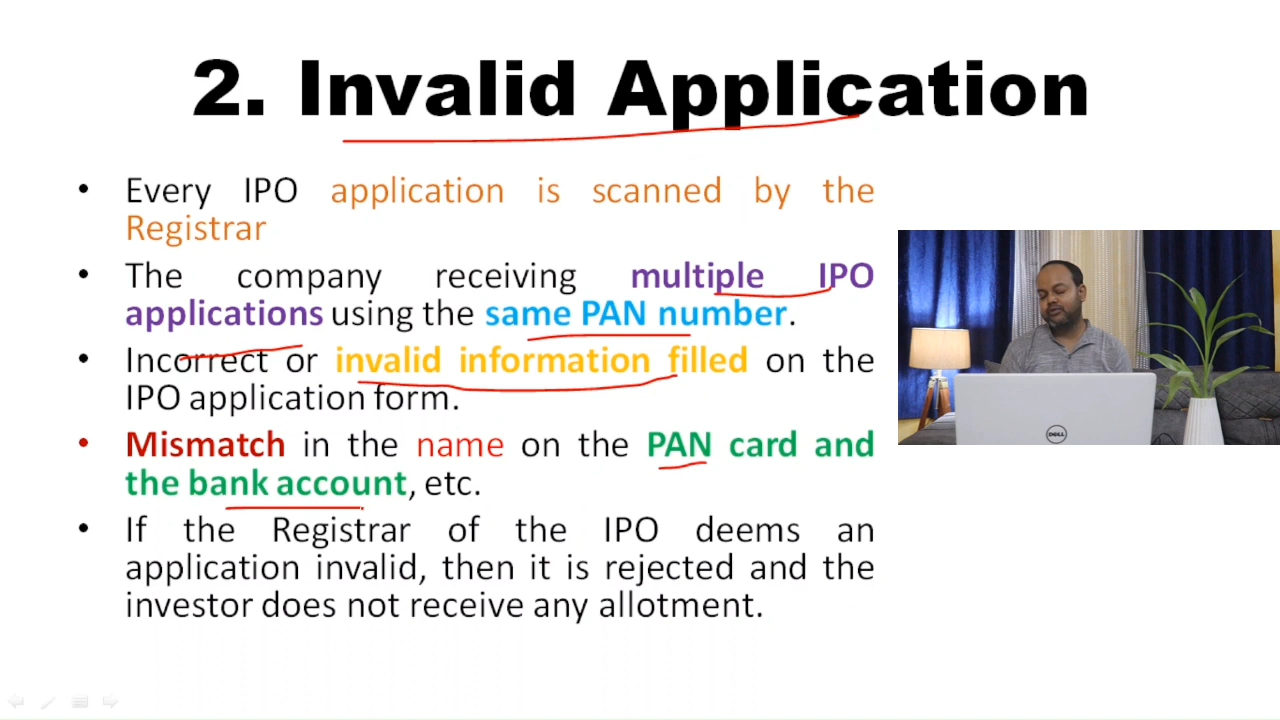 2. Invalid Application
• Every IPO application is scanned by the
Registrar
• The company receiving multiple IPO
applications using the same PAN number.
• Incorrect or invalid information filled on the
IPO application form.
• Mismatch in the name on the PAN card and
the bank account, etc.
• If the Registrar of the IPO deems an
application invalid, then it is rejected and the
investor does not receive any allotment.
DELL